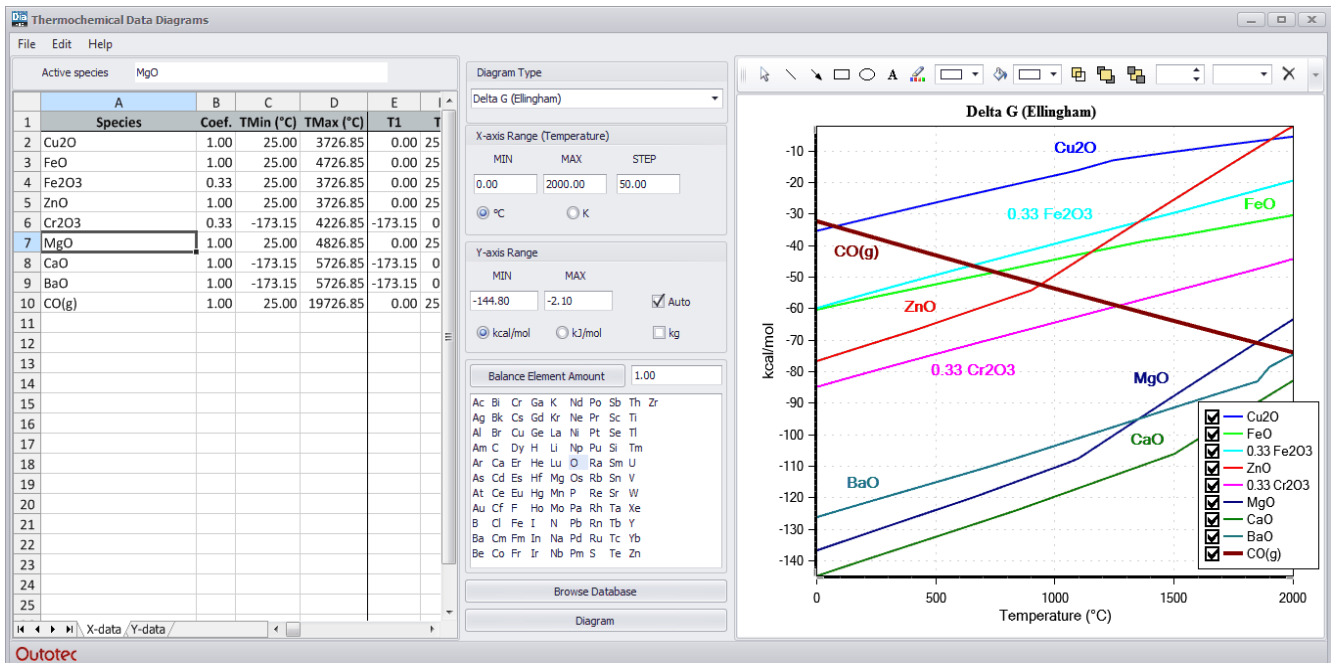 Thermochemical Data Diagrams
File Edit Help
Active species MgO
A B C D E
1 Species Coef. TMin (°C) TMax (°C) T1 T
2 Cu2O 1.00 25.00 3726.85 0.00 25
3 FeO 1.00 25.00 4726.85 0.00 25
4 Fe2O3 0.33 25.00 3726.85 0.00 25
5 ZnO 1.00 25.00 3726.85 0.00 25
6 Cr2O3 0.33 -173.15 4226.85 -173.15 0
7 MgO 1.00 25.00 4826.85 0.00 25
8 CaO 1.00 -173.15 5726.85 -173.15 0
9 BaO 1.00 -173.15 5726.85 -173.15 0
10 CO(g) 1.00 25.00 19726.85 0.00 25
11
12
13
14
15
16
17
18
19
20
21
22
23
24
25
X-data Y-data
Outotec
Diagram Type
Delta G (Ellingham)
X-axis Range (Temperature)
MIN MAX STEP
0.00 2000.00 50.00
°C K
Y-axis Range
MIN MAX
-144.80 -2.10 Auto
kcal/mol kJ/mol kg
Balance Element Amount 1.00
Ac Bi Cr Ga K Nd Po Sb Th Zr
Ag Bk Cs Gd Kr Ne Pr Sc Ti
Al Br Cu Ge La Ni Pt Se Tl
Am C Dy H Li Np Pu Si Tm
Ar Ca Er He Lu O Ra Sm U
As Cd Es Hf Mg Os Rb Sn V
At Ce Eu Hg Mn P Re Sr W
Au Cf F Ho Mo Pa Rh Ta Xe
B Cl Fe I N Pb Rn Tb Y
Ba Cm Fm In Na Pd Ru Tc Yb
Be Co Fr Ir Nb Pm S Te Zn
Browse Database
Diagram
A
Delta G (Ellingham)
kcal/mol
-10
-20
-30
-40
-50
-60
-70
-80
-90
-100
-110
-120
-130
-140
Cu2O
0.33 Fe2O3
FeO
CO(g)
ZnO
0.33 Cr2O3
MgO
CaO
BaO
Cu2O
FeO
0.33 Fe2O3
ZnO
0.33 Cr2O3
MgO
CaO
BaO
CO(g)
0 500 1000 1500 2000
Temperature (°C)